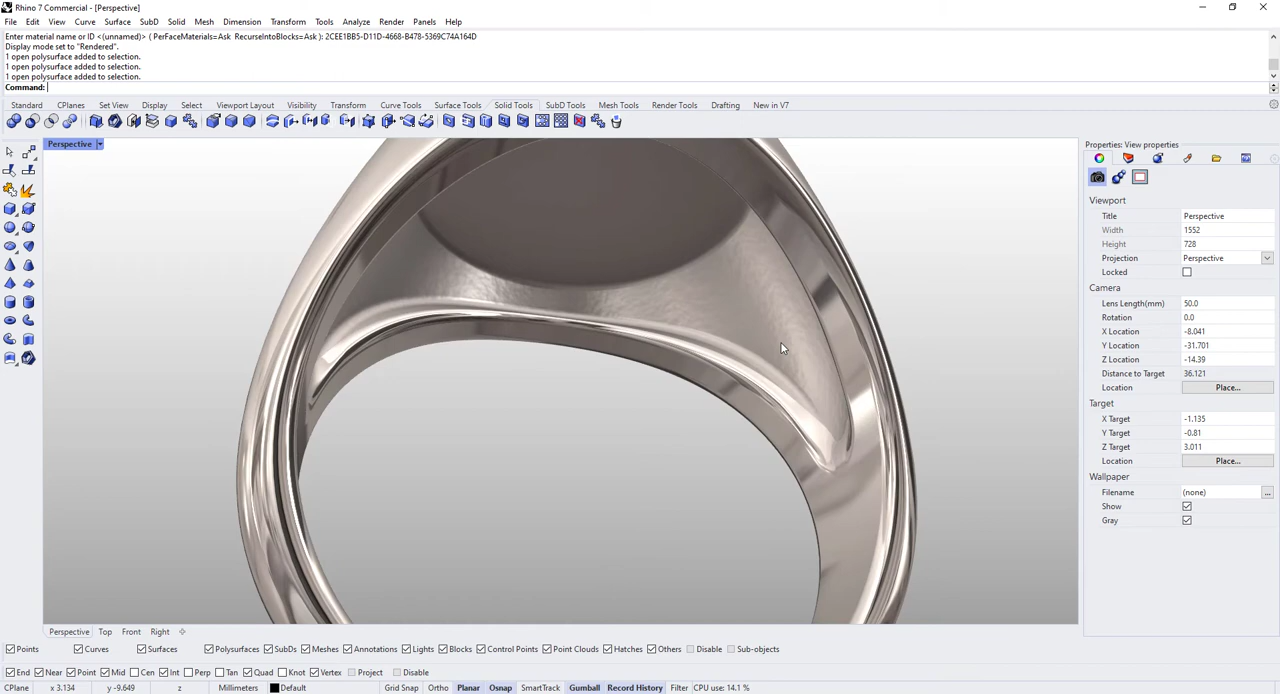 Rhino 7 Commercial - [Perspective]
File Edit View Curve Surface SubD Solid Mesh Dimension Transform Tools Analyze Render Panels Help
Enter material name or ID <(unnamed)> ( PerFaceMaterials=Ask RecurseIntoBlocks=Ask ): 2CEE1BB5-D11D-4668-B478-5369C74A164D
Display mode set to "Rendered".
1 open polysurface added to selection.
1 open polysurface added to selection.
1 open polysurface added to selection.
Command:
Standard CPlanes Set View Display Select Viewport Layout Visibility Transform Curve Tools Surface Tools Solid Tools SubD Tools Mesh Tools Render Tools Drafting New in V7
Perspective
Properties: View properties
Viewport
Title Perspective
Width 1552
Height 728
Projection Perspective
Locked
Camera
Lens Length(mm) 50.0
Rotation 0.0
X Location -8.041
Y Location -31.701
Z Location -14.39
Distance to Target 36.121
Location Place...
Target
X Target -1.135
Y Target -0.81
Z Target 3.011
Location Place...
Wallpaper
Filename (none) ...
Show
Gray
Perspective Top Front Right
Points Curves Surfaces Polysurfaces SubDs Meshes Annotations Lights Blocks Control Points Point Clouds Hatches Others Disable Sub-objects
End Near Point Mid Cen Int Perp Tan Quad Knot Vertex Project Disable
CPlane x 3.134 y -9.649 z Millimeters Default Grid Snap Ortho Planar Osnap SmartTrack Gumball Record History Filter CPU use: 14.1 %